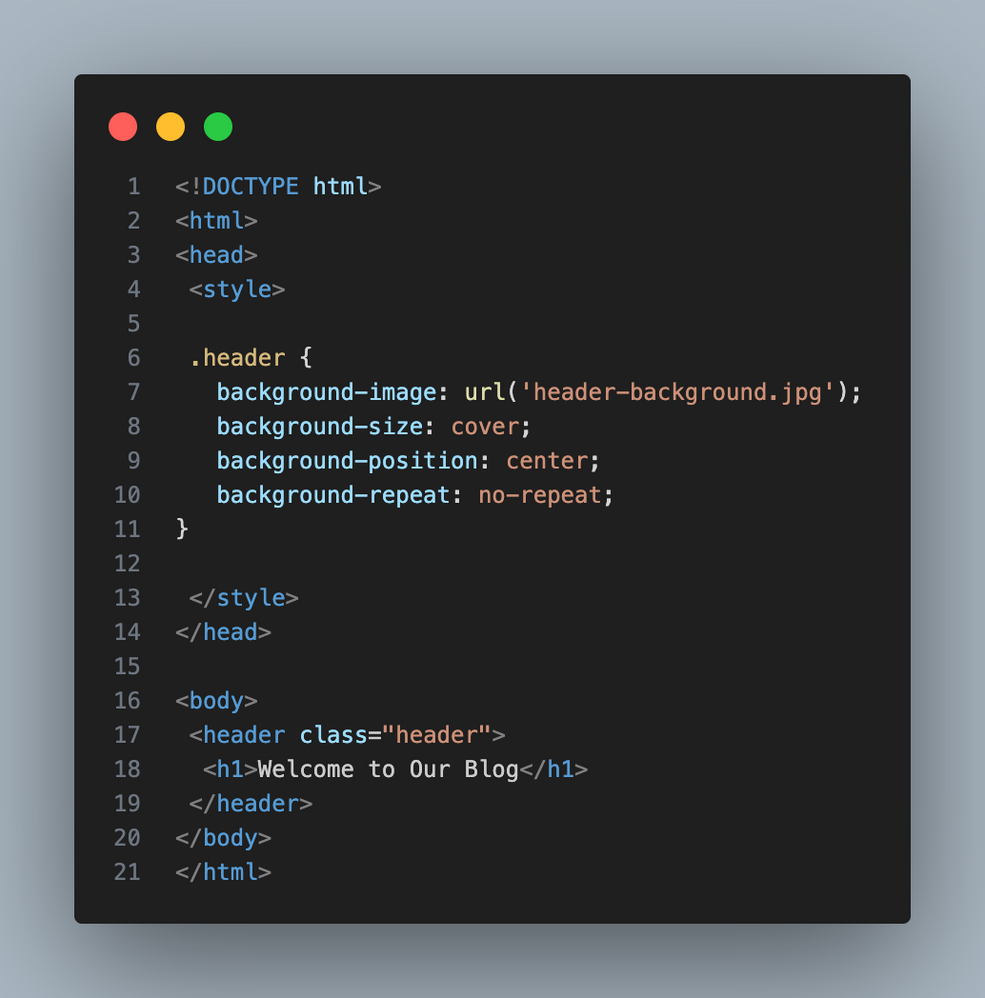 1 <!DOCTYPE html>
2 <html>
3 <head>
4  <style>
5
6  .header {
7    background-image: url('header-background.jpg');
8    background-size: cover;
9    background-position: center;
10    background-repeat: no-repeat;
11 }
12
13  </style>
14 </head>
15
16 <body>
17  <header class="header">
18   <h1>Welcome to Our Blog</h1>
19  </header>
20 </body>
21 </html>